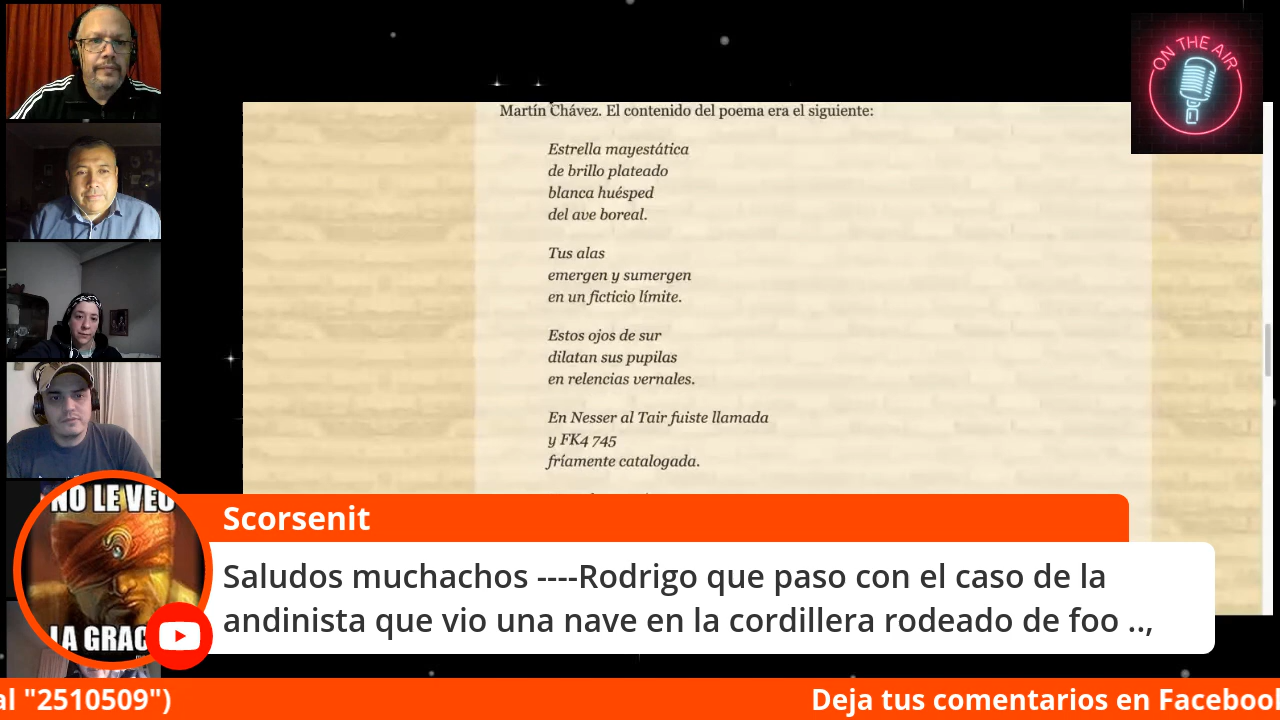 ON THE AIR
Martín Chávez. El contenido del poema era el siguiente:
Estrella mayestática
de brillo plateado
blanca huésped
del ave boreal.
Tus alas
emergen y sumergen
en un ficticio límite.
Estos ojos de sur
dilatan sus pupilas
en relencias vernales.
En Nesser al Tair fuiste llamada
y FK4 745
fríamente catalogada.
NO LE VEO
LA GRAC
Scorsenit
Saludos muchachos ----Rodrigo que paso con el caso de la
andinista que vio una nave en la cordillera rodeado de foo ..,
al "2510509")
Deja tus comentarios en Facebook